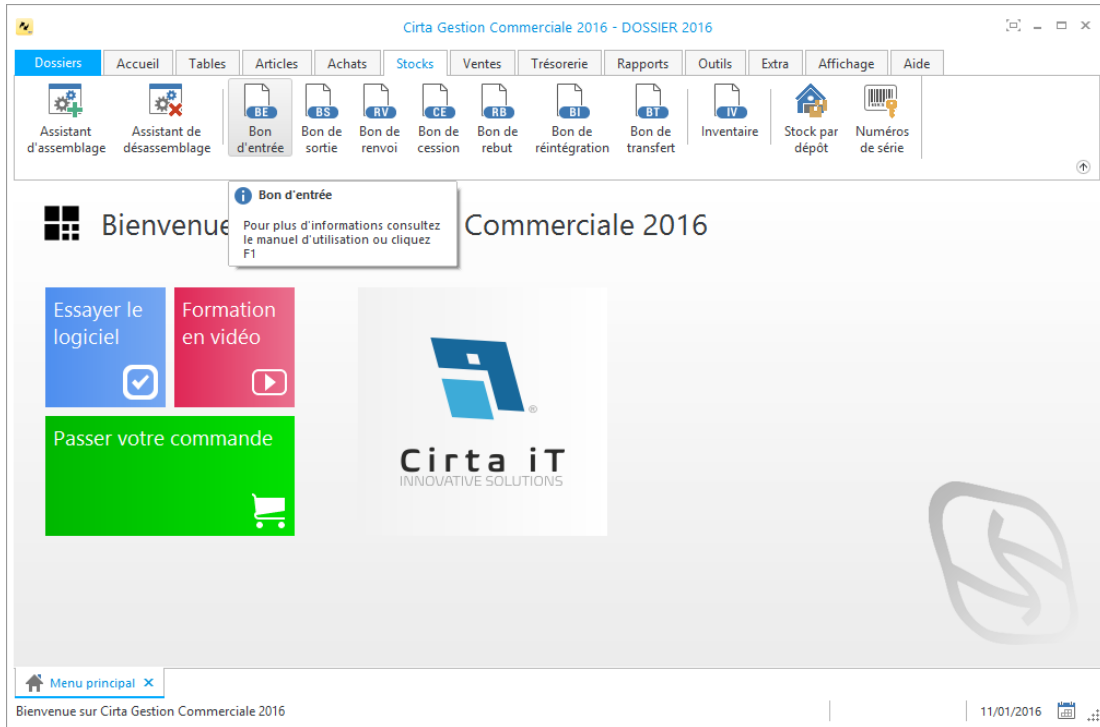 Cirta Gestion Commerciale 2016 - DOSSIER 2016
Dossiers Accueil Tables Articles Achats Stocks Ventes Trésorerie Rapports Outils Extra Affichage Aide
BE BS RV CE RB BI BT IV
Assistant d'assemblage
Assistant de désassemblage
Bon d'entrée
Bon de sortie
Bon de renvoi
Bon de cession
Bon de rebut
Bon de réintégration
Bon de transfert
Inventaire
Stock par dépôt
Numéros de série
Bon d'entrée
Pour plus d'informations consultez
le manuel d'utilisation ou cliquez
F1
Bienvenue Commerciale 2016
Essayer le
logiciel
Formation
en vidéo
Passer votre commande
Cirta iT
INNOVATIVE SOLUTIONS
Menu principal
Bienvenue sur Cirta Gestion Commerciale 2016
11/01/2016